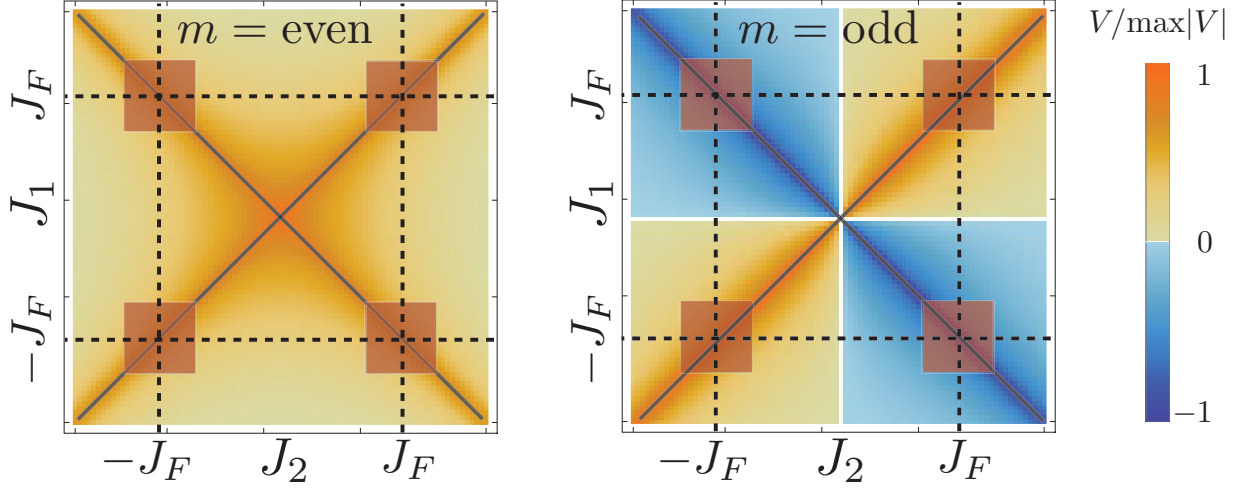 m = even
J_F
J_1
−J_F
−J_F
J_2
J_F
m = odd
J_F
J_1
−J_F
−J_F
J_2
J_F
V/max|V|
1
0
−1